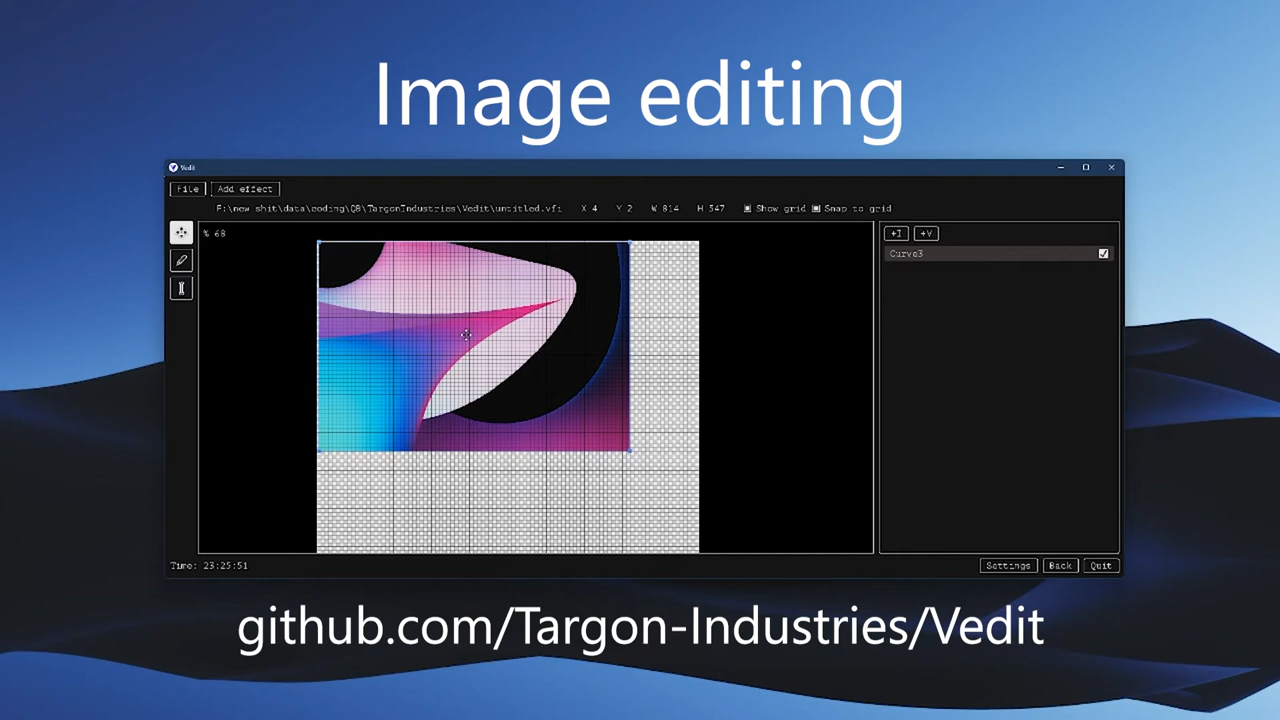 Image editing
Vedit
File Add effect
F:\new shit\data\coding\QB\TargonIndustries\Vedit\untitled.vfi X 4 Y 2 W 814 H 547 Show grid Snap to grid
% 68
+I +V
Curve3
Time: 23:25:51 Settings Back Quit
github.com/Targon-Industries/Vedit